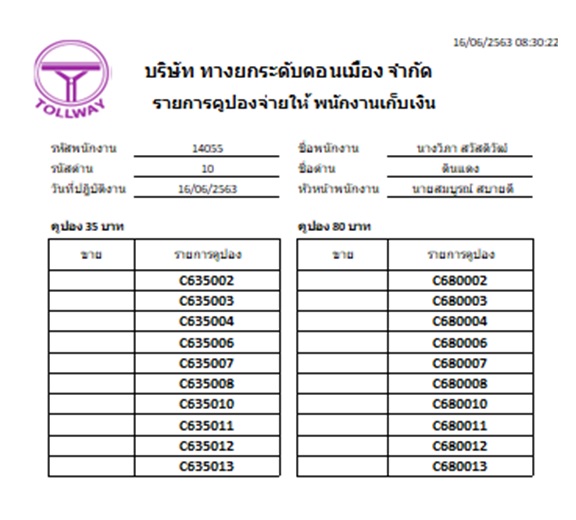 16/06/2563 08:30:22
TOLLWAY
บริษัท ทางยกระดับดอนเมือง จำกัด
รายการคูปองจ่ายให้ พนักงานเก็บเงิน
รหัสพนักงาน 14055 ชื่อพนักงาน นางวิภา สวัสดิวัฒ์
รนัสด่าน 10 ชื่อด่าน ดินแดง
วันที่ปฏิบัติงาน 16/06/2563 หัวหน้าพนักงาน นายสมบูรณ์ สบายดี
คูปอง 35 บาท คูปอง 80 บาท
ขาย รายการคูปอง ขาย รายการคูปอง
C635002 C680002
C635003 C680003
C635004 C680004
C635006 C680006
C635007 C680007
C635008 C680008
C635010 C680010
C635011 C680011
C635012 C680012
C635013 C680013